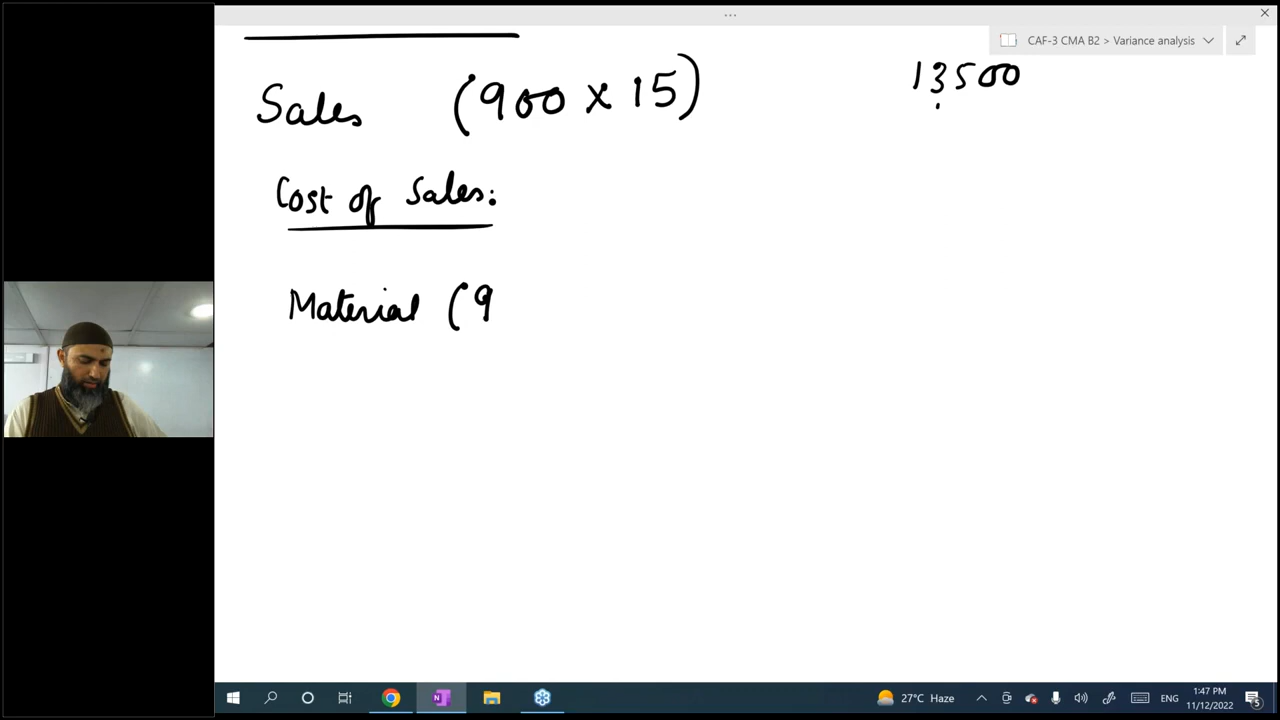 CAF-3 CMA B2 > Variance analysis
Sales (900 x 15) 13500
Cost of Sales:
Material (9
27°C Haze
ENG
1:47 PM
11/12/2022
5